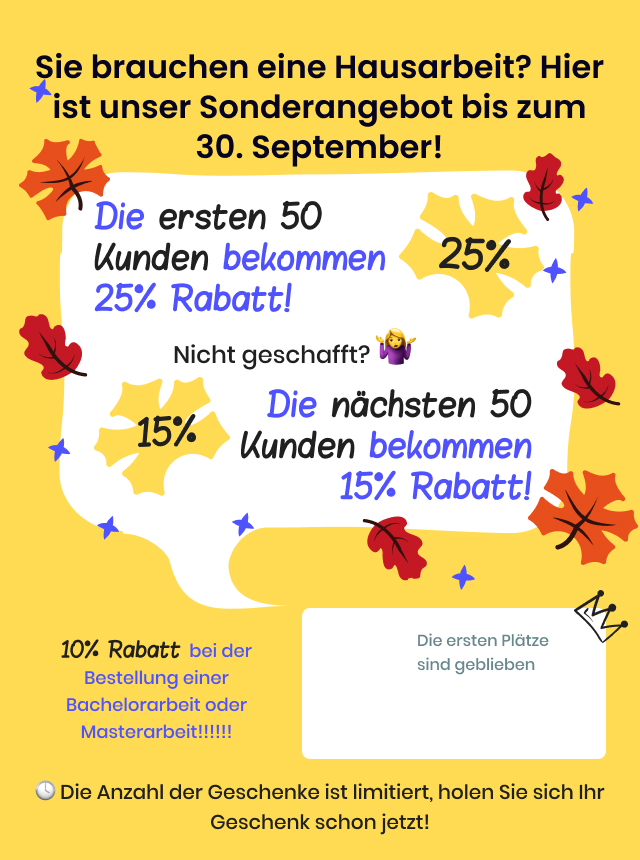 Sie brauchen eine Hausarbeit? Hier
ist unser Sonderangebot bis zum
30. September!
Die ersten 50
Kunden bekommen
25% Rabatt!
25%
Nicht geschafft?
15%
Die nächsten 50
Kunden bekommen
15% Rabatt!
10% Rabatt bei der
Bestellung einer
Bachelorarbeit oder
Masterarbeit!!!!!!
Die ersten Plätze
sind geblieben
Die Anzahl der Geschenke ist limitiert, holen Sie sich Ihr
Geschenk schon jetzt!